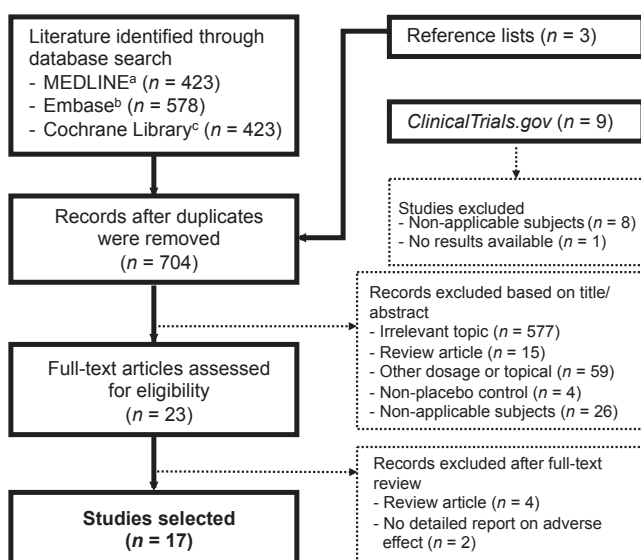 Literature identified through
database search
- MEDLINEᵃ (n = 423)
- Embaseᵇ (n = 578)
- Cochrane Libraryᶜ (n = 423)
Reference lists (n = 3)
ClinicalTrials.gov (n = 9)
Studies excluded
- Non-applicable subjects (n = 8)
- No results available (n = 1)
Records after duplicates
were removed
(n = 704)
Records excluded based on title/
abstract
- Irrelevant topic (n = 577)
- Review article (n = 15)
- Other dosage or topical (n = 59)
- Non-placebo control (n = 4)
- Non-applicable subjects (n = 26)
Full-text articles assessed
for eligibility
(n = 23)
Records excluded after full-text
review
- Review article (n = 4)
- No detailed report on adverse
effect (n = 2)
Studies selected
(n = 17)